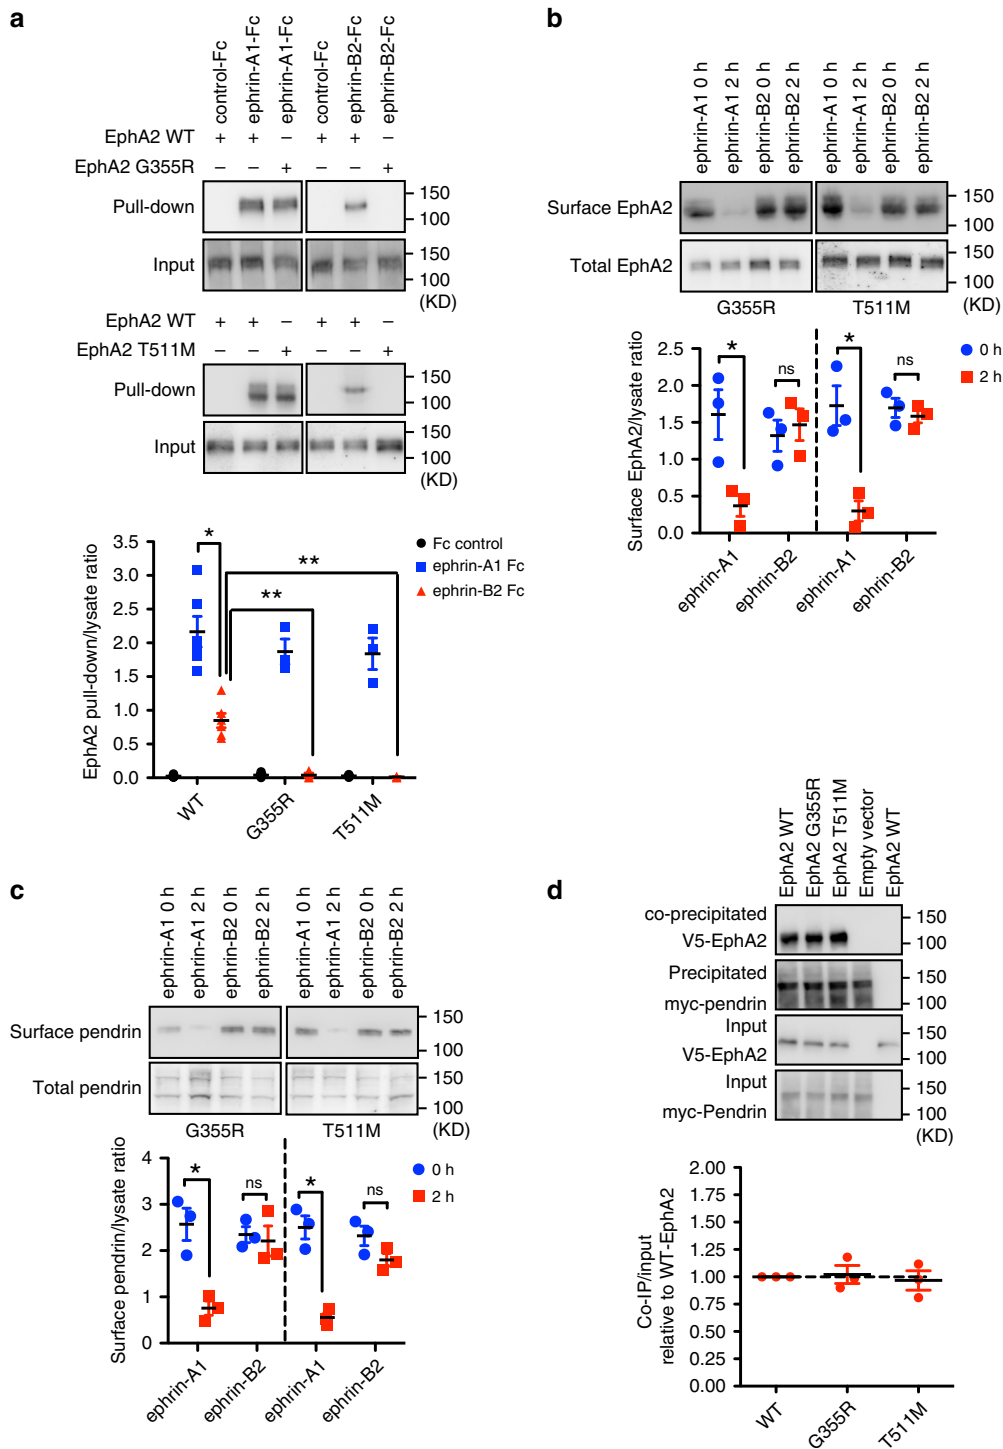 a
control-Fc
ephrin-A1-Fc
ephrin-A1-Fc
control-Fc
ephrin-B2-Fc
ephrin-B2-Fc
EphA2 WT + + – + + –
EphA2 G355R – – + – – +
Pull-down
150
100
Input
150
100
(KD)
EphA2 WT + + – + + –
EphA2 T511M – – + – – +
Pull-down
150
100
Input
150
100
(KD)
EphA2 pull-down/lysate ratio
3.5
3.0
2.5
2.0
1.5
1.0
0.5
0.0
*
**
**
Fc control
ephrin-A1 Fc
ephrin-B2 Fc
WT
G355R
T511M
b
ephrin-A1 0 h
ephrin-A1 2 h
ephrin-B2 0 h
ephrin-B2 2 h
ephrin-A1 0 h
ephrin-A1 2 h
ephrin-B2 0 h
ephrin-B2 2 h
Surface EphA2
150
100
Total EphA2
150
100
G355R T511M (KD)
Surface EphA2/lysate ratio
2.5
2.0
1.5
1.0
0.5
0.0
*
ns
*
ns
0 h
2 h
ephrin-A1
ephrin-B2
ephrin-A1
ephrin-B2
c
ephrin-A1 0 h
ephrin-A1 2 h
ephrin-B2 0 h
ephrin-B2 2 h
ephrin-A1 0 h
ephrin-A1 2 h
ephrin-B2 0 h
ephrin-B2 2 h
Surface pendrin
150
100
Total pendrin
150
100
G355R T511M (KD)
Surface pendrin/lysate ratio
4
3
2
1
0
*
ns
*
ns
0 h
2 h
ephrin-A1
ephrin-B2
ephrin-A1
ephrin-B2
d
EphA2 WT
EphA2 G355R
EphA2 T511M
Empty vector
EphA2 WT
co-precipitated
V5-EphA2
150
100
Precipitated
myc-pendrin
150
100
Input
V5-EphA2
150
100
Input
myc-Pendrin
150
100
(KD)
Co-IP/input
relative to WT-EphA2
2.00
1.75
1.50
1.25
1.00
0.75
0.50
0.25
0.00
WT
G355R
T511M